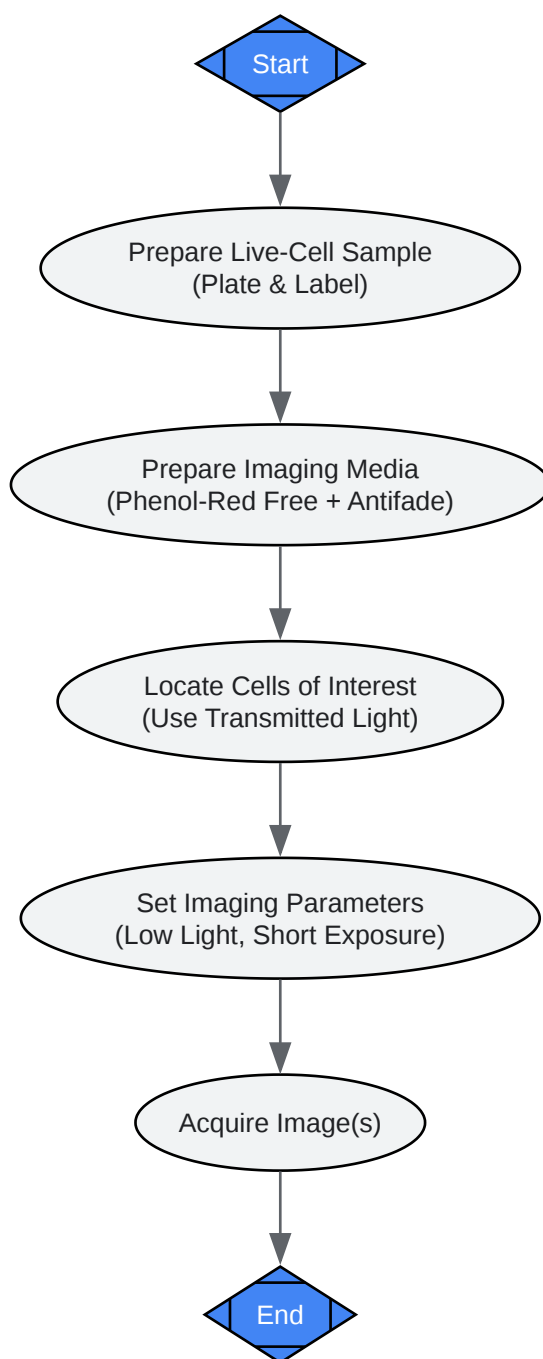 Start
Prepare Live-Cell Sample
(Plate & Label)
Prepare Imaging Media
(Phenol-Red Free + Antifade)
Locate Cells of Interest
(Use Transmitted Light)
Set Imaging Parameters
(Low Light, Short Exposure)
Acquire Image(s)
End